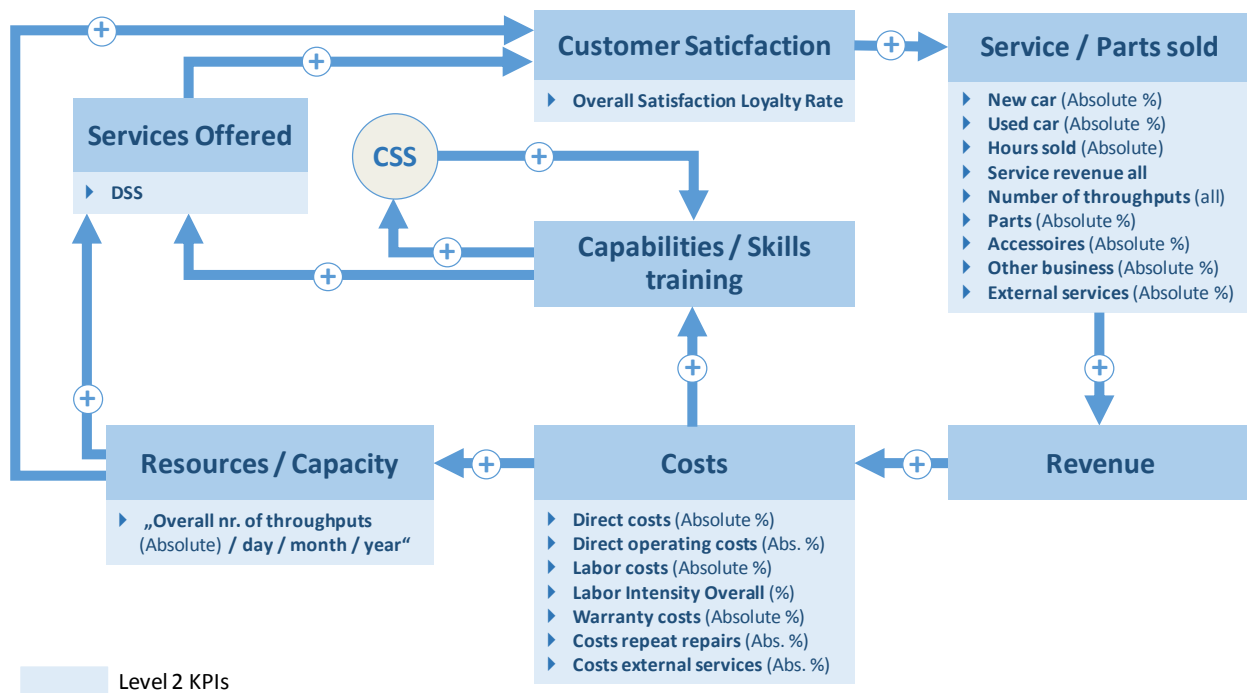 Customer Saticfaction
Overall Satisfaction Loyalty Rate
Service / Parts sold
New car (Absolute %)
Used car (Absolute %)
Hours sold (Absolute)
Service revenue all
Number of throughputs (all)
Parts (Absolute %)
Accessoires (Absolute %)
Other business (Absolute %)
External services (Absolute %)
Services Offered
DSS
CSS
Capabilities / Skills
training
Resources / Capacity
„Overall nr. of throughputs
(Absolute) / day / month / year“
Costs
Direct costs (Absolute %)
Direct operating costs (Abs. %)
Labor costs (Absolute %)
Labor Intensity Overall (%)
Warranty costs (Absolute %)
Costs repeat repairs (Abs. %)
Costs external services (Abs. %)
Revenue
Level 2 KPIs